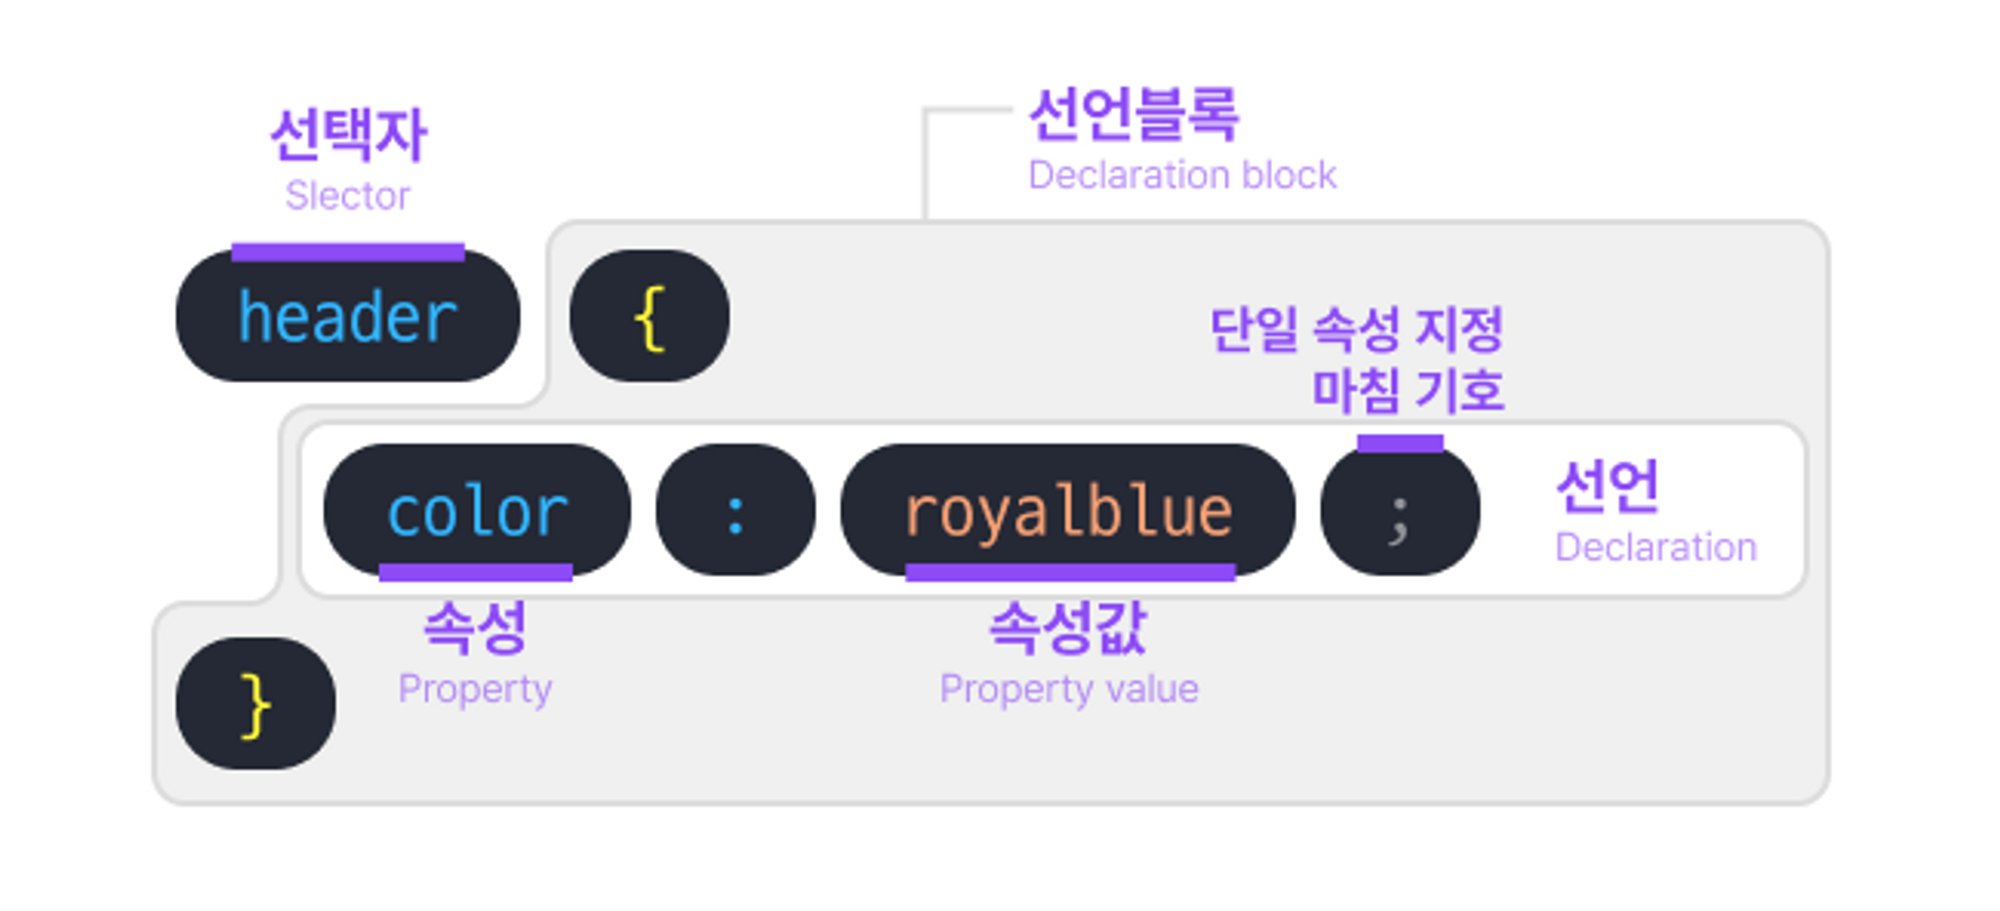 선택자
Slector
선언블록
Declaration block
header {
단일 속성 지정
마침 기호
color : royalblue ;
선언
Declaration
속성
Property
속성값
Property value
}